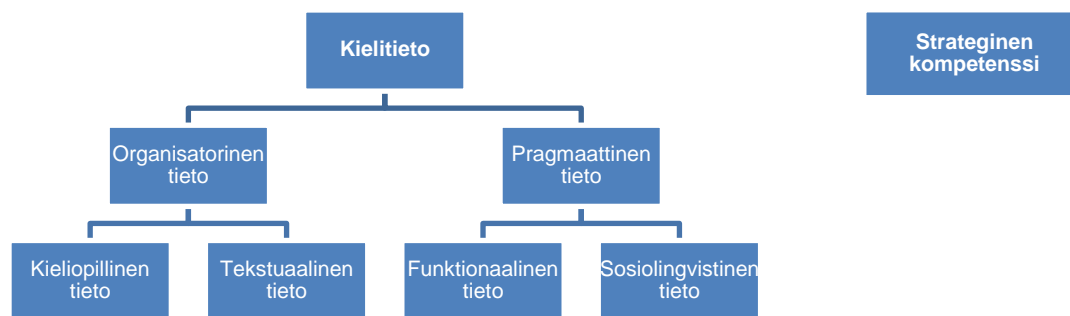 Kielitieto
Strateginen
kompetenssi
Organisatorinen
tieto
Pragmaattinen
tieto
Kieliopillinen
tieto
Tekstuaalinen
tieto
Funktionaalinen
tieto
Sosiolingvistinen
tieto